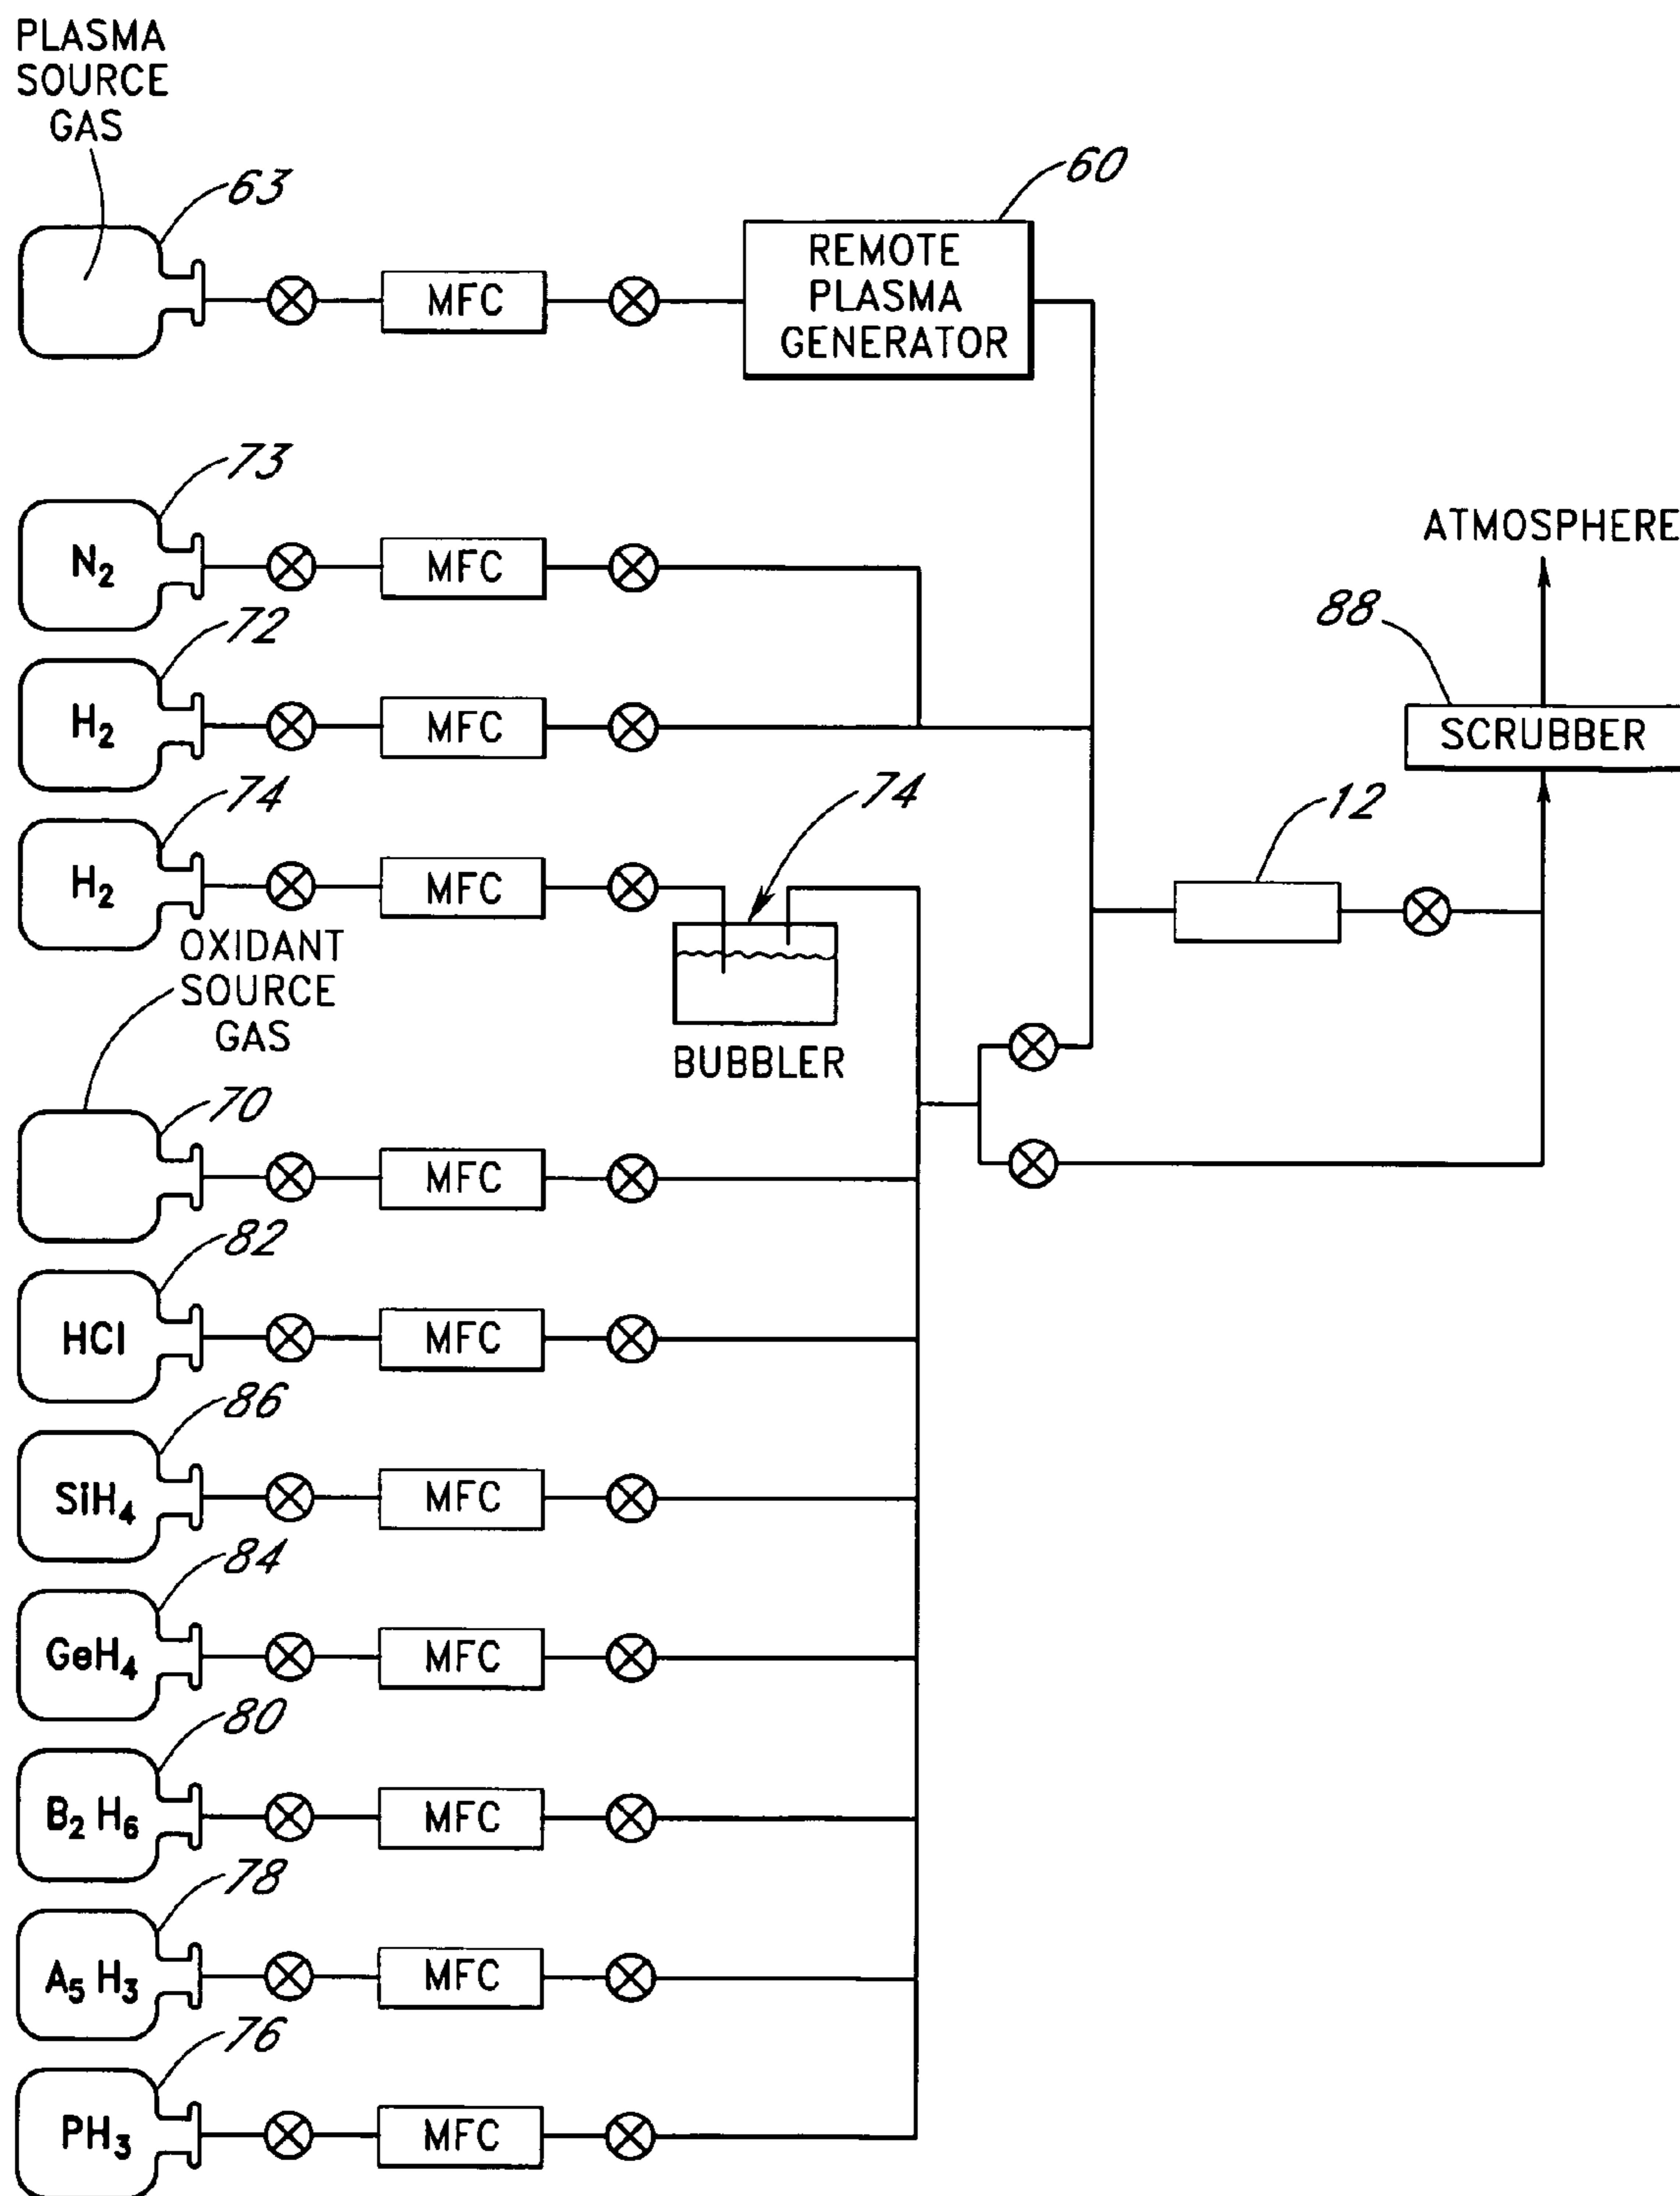 PLASMA
SOURCE
GAS
63
MFC
REMOTE
PLASMA
GENERATOR
60
73
N2
MFC
72
H2
MFC
74
H2
MFC
74
BUBBLER
ATMOSPHERE
88
SCRUBBER
12
OXIDANT
SOURCE
GAS
70
MFC
82
HCl
MFC
86
SiH4
MFC
84
GeH4
MFC
80
B2 H6
MFC
78
A5 H3
MFC
76
PH3
MFC